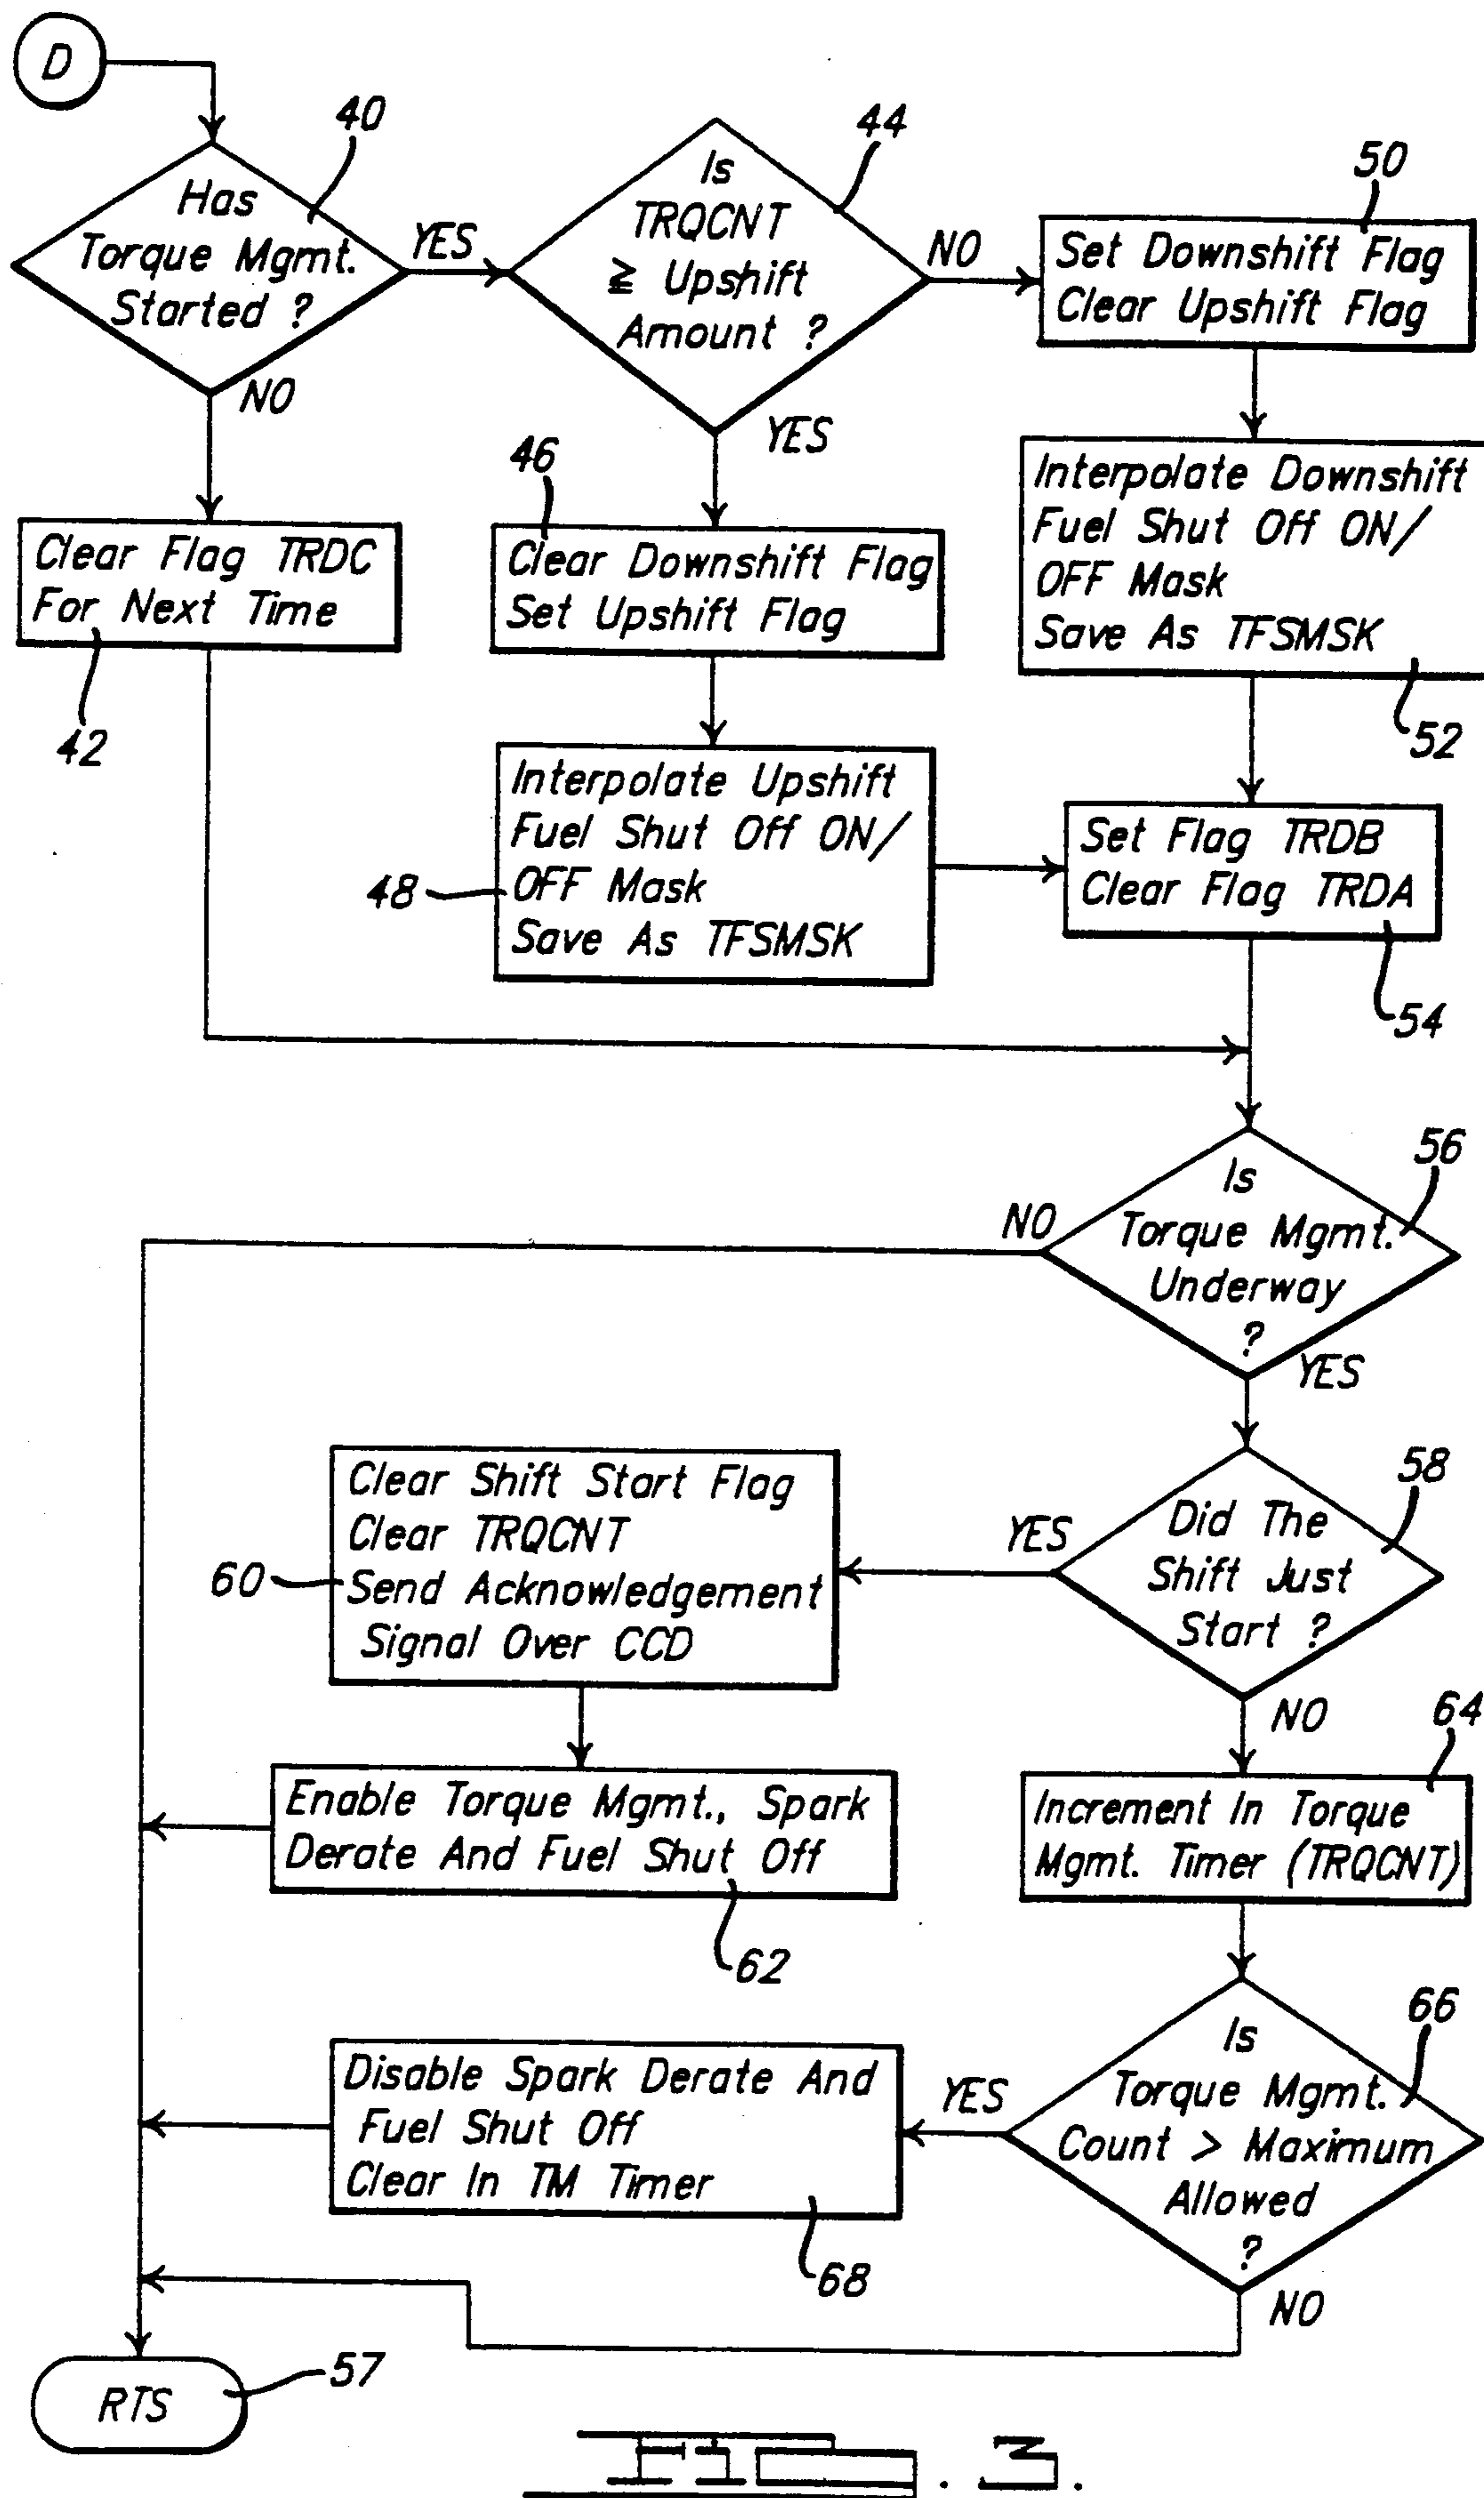 D
40
Has
Torque Mgmt.
Started ?
YES
NO
44
Is
TRQCNT
≧ Upshift
Amount ?
NO
YES
50
Set Downshift Flag
Clear Upshift Flag
Clear Flag TRDC
For Next Time
42
46
Clear Downshift Flag
Set Upshift Flag
Interpolate Downshift
Fuel Shut Off ON/
OFF Mask
Save As TFSMSK
52
Interpolate Upshift
Fuel Shut Off ON/
OFF Mask
Save As TFSMSK
48
Set Flag TRDB
Clear Flag TRDA
54
56
Is
Torque Mgmt.
Underway
?
NO
YES
58
Did The
Shift Just
Start ?
YES
NO
Clear Shift Start Flag
Clear TRQCNT
Send Acknowledgement
Signal Over CCD
60
Enable Torque Mgmt., Spark
Derate And Fuel Shut Off
62
64
Increment In Torque
Mgmt. Timer (TRQCNT)
66
Is
Torque Mgmt.
Count > Maximum
Allowed
?
YES
NO
Disable Spark Derate And
Fuel Shut Off
Clear In TM Timer
68
RTS
57
FIG. 3.